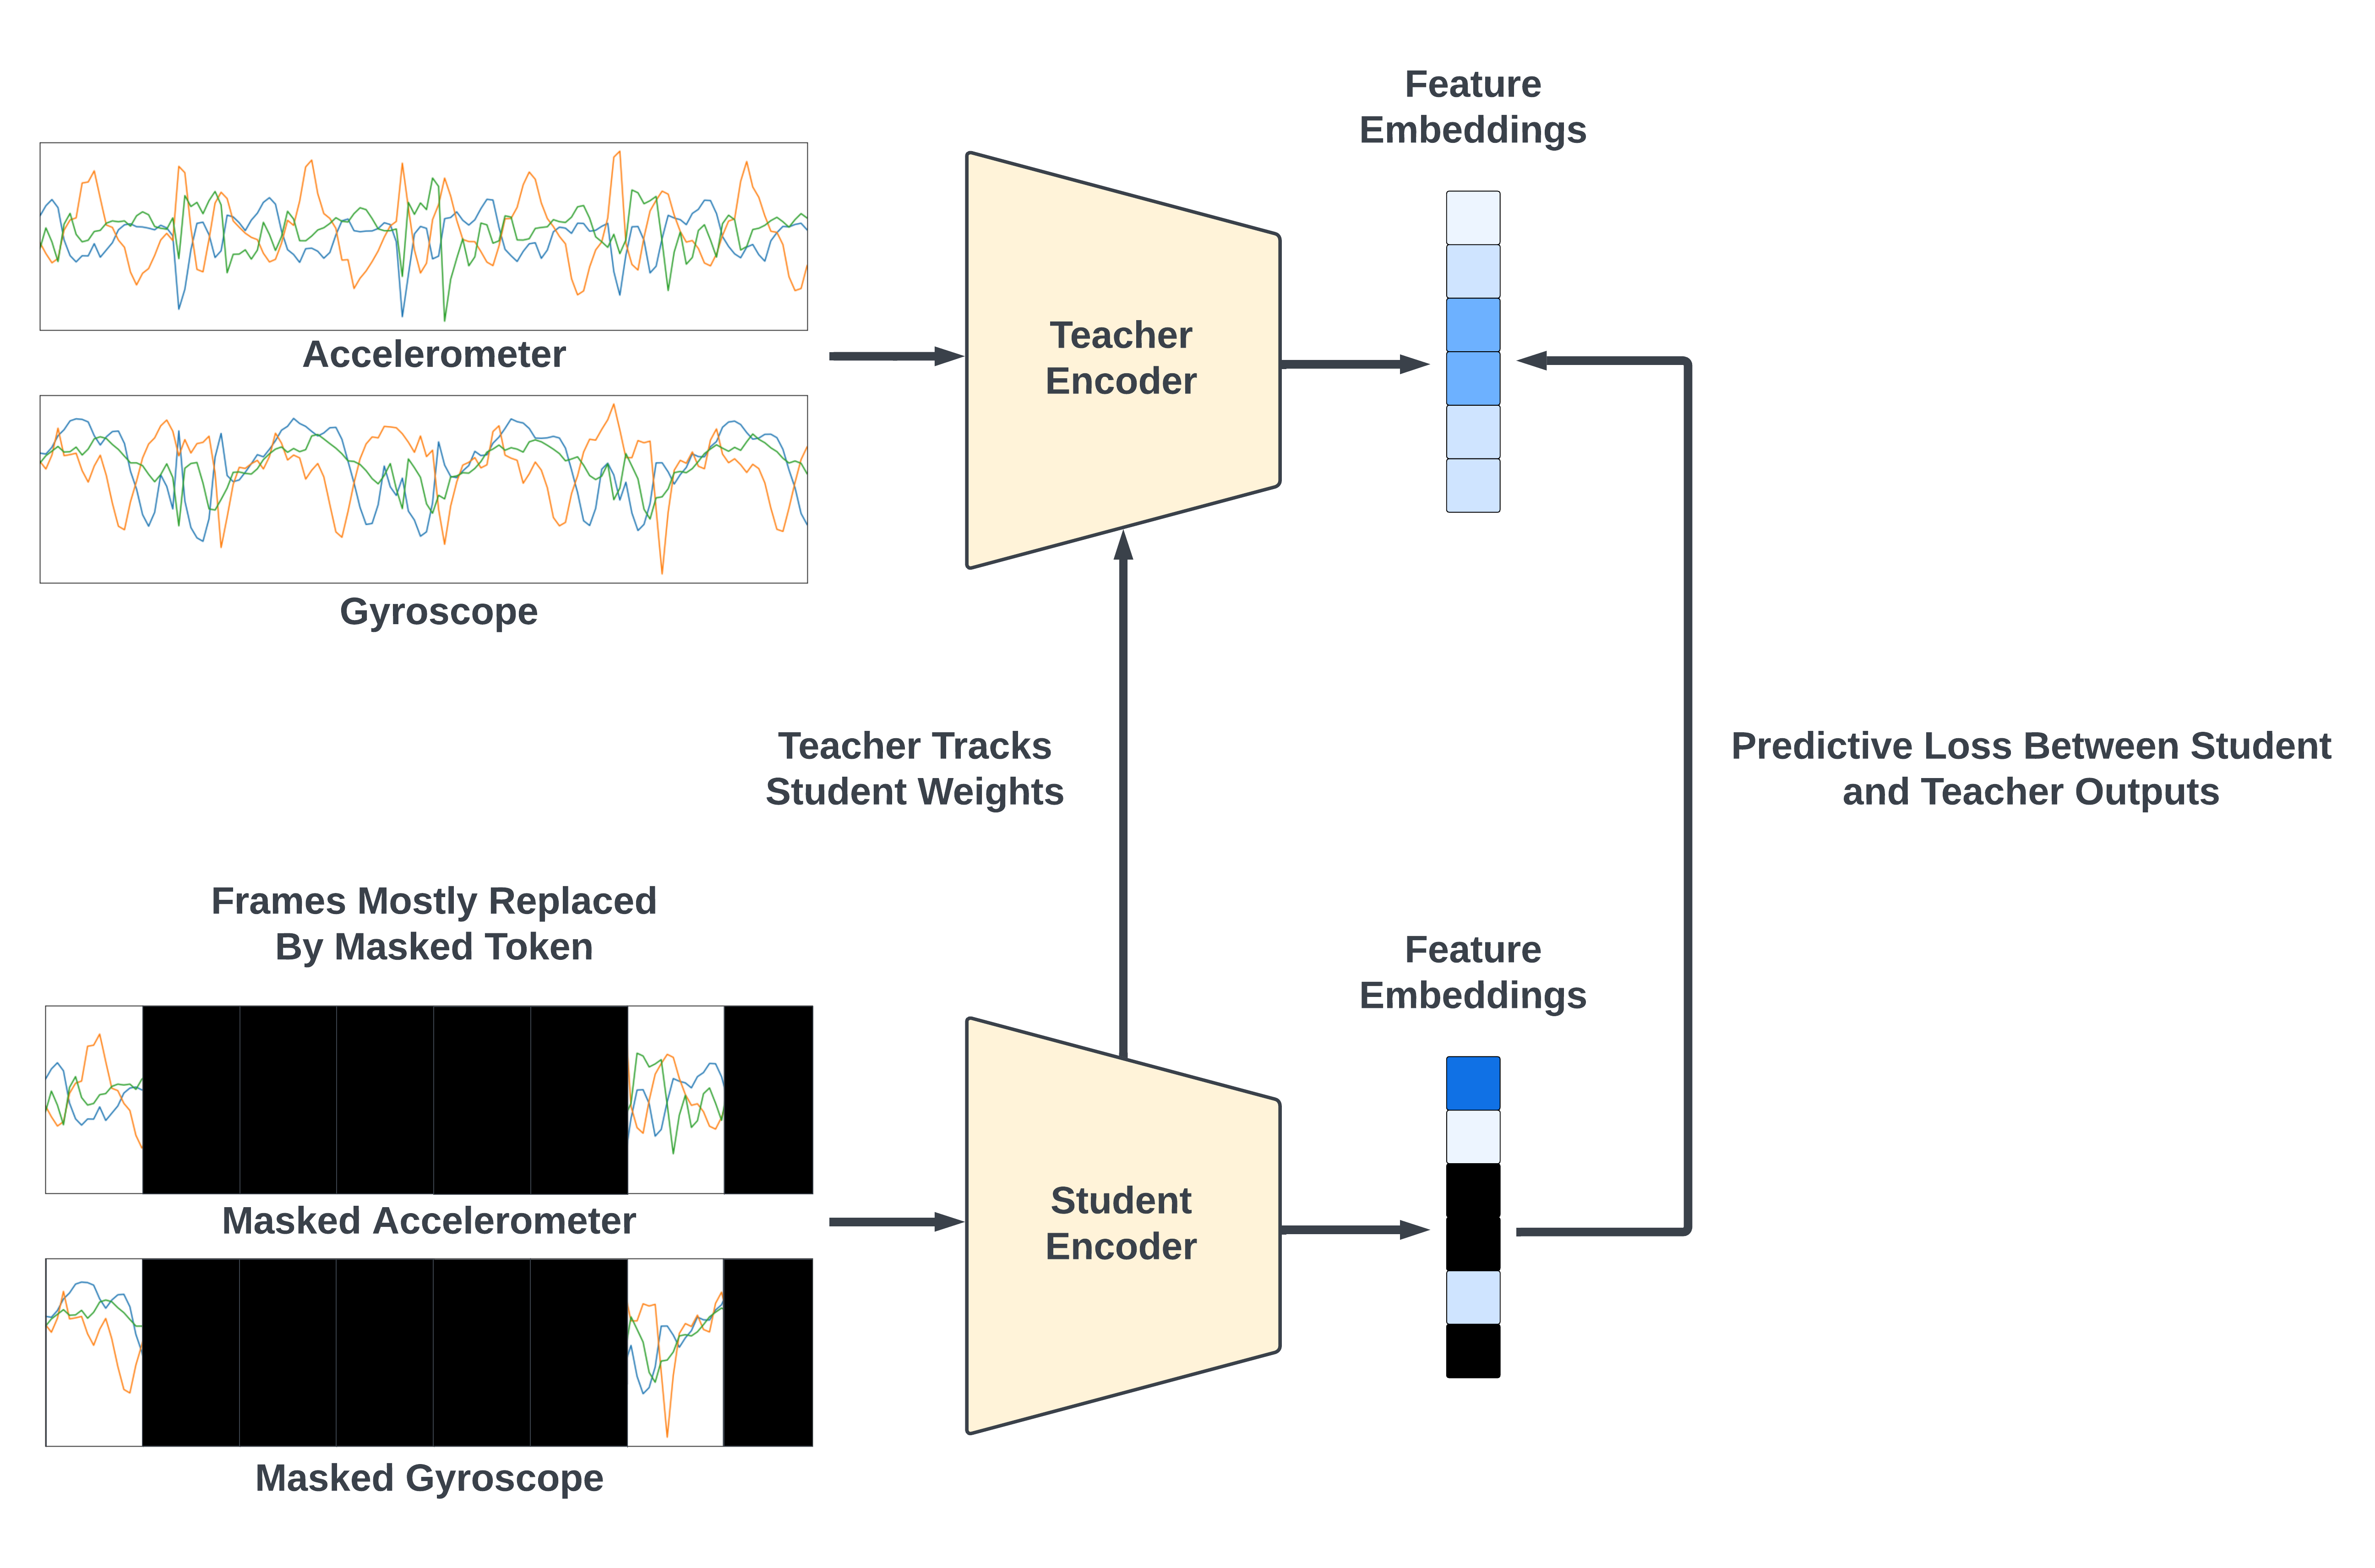 Feature
Embeddings
Accelerometer
Teacher
Encoder
Gyroscope
Teacher Tracks
Student Weights
Predictive Loss Between Student
and Teacher Outputs
Frames Mostly Replaced
By Masked Token
Feature
Embeddings
Masked Accelerometer
Student
Encoder
Masked Gyroscope